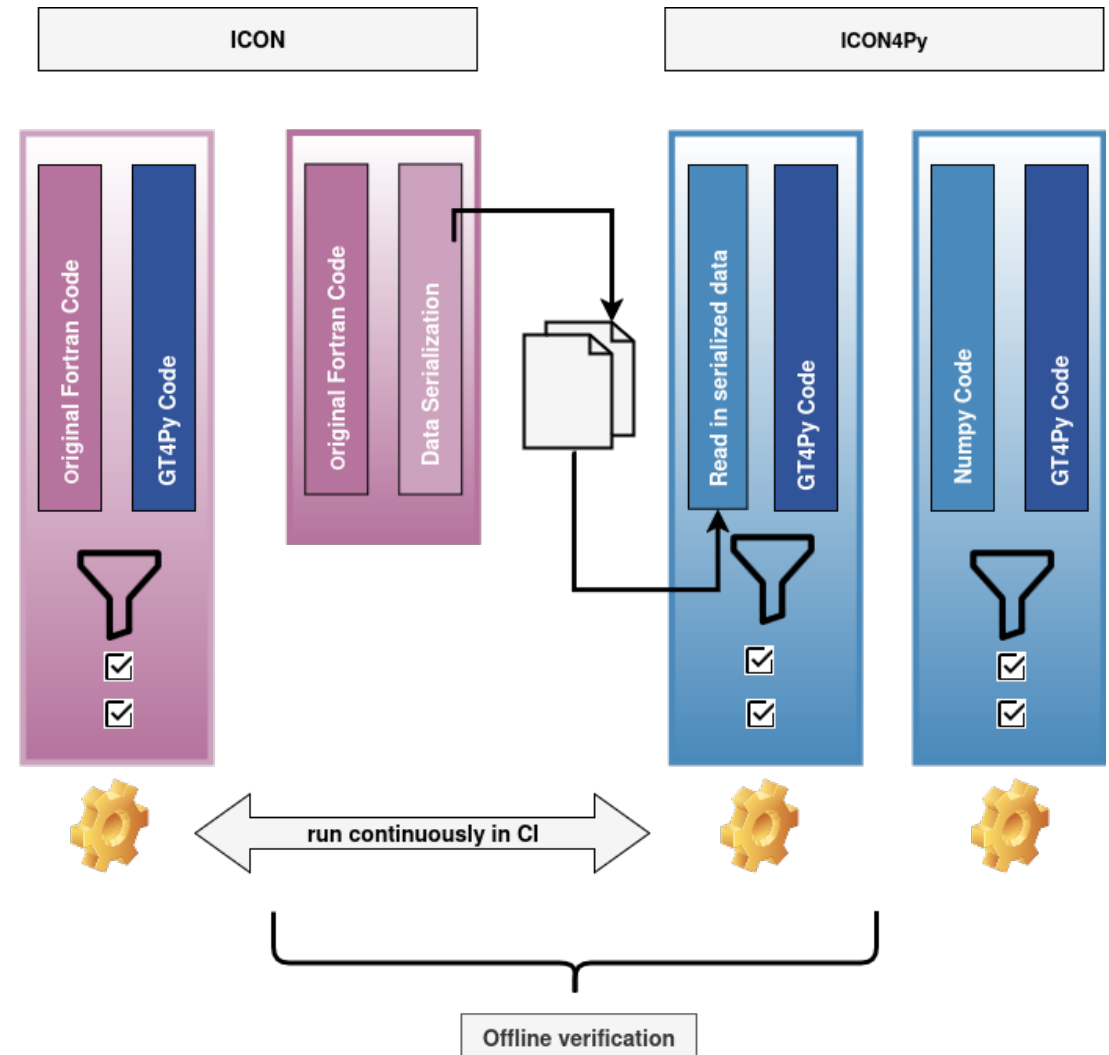 ICON
ICON4Py
original Fortran Code
GT4Py Code
original Fortran Code
Data Serialization
Read in serialized data
GT4Py Code
Numpy Code
GT4Py Code
run continuously in CI
Offline verification